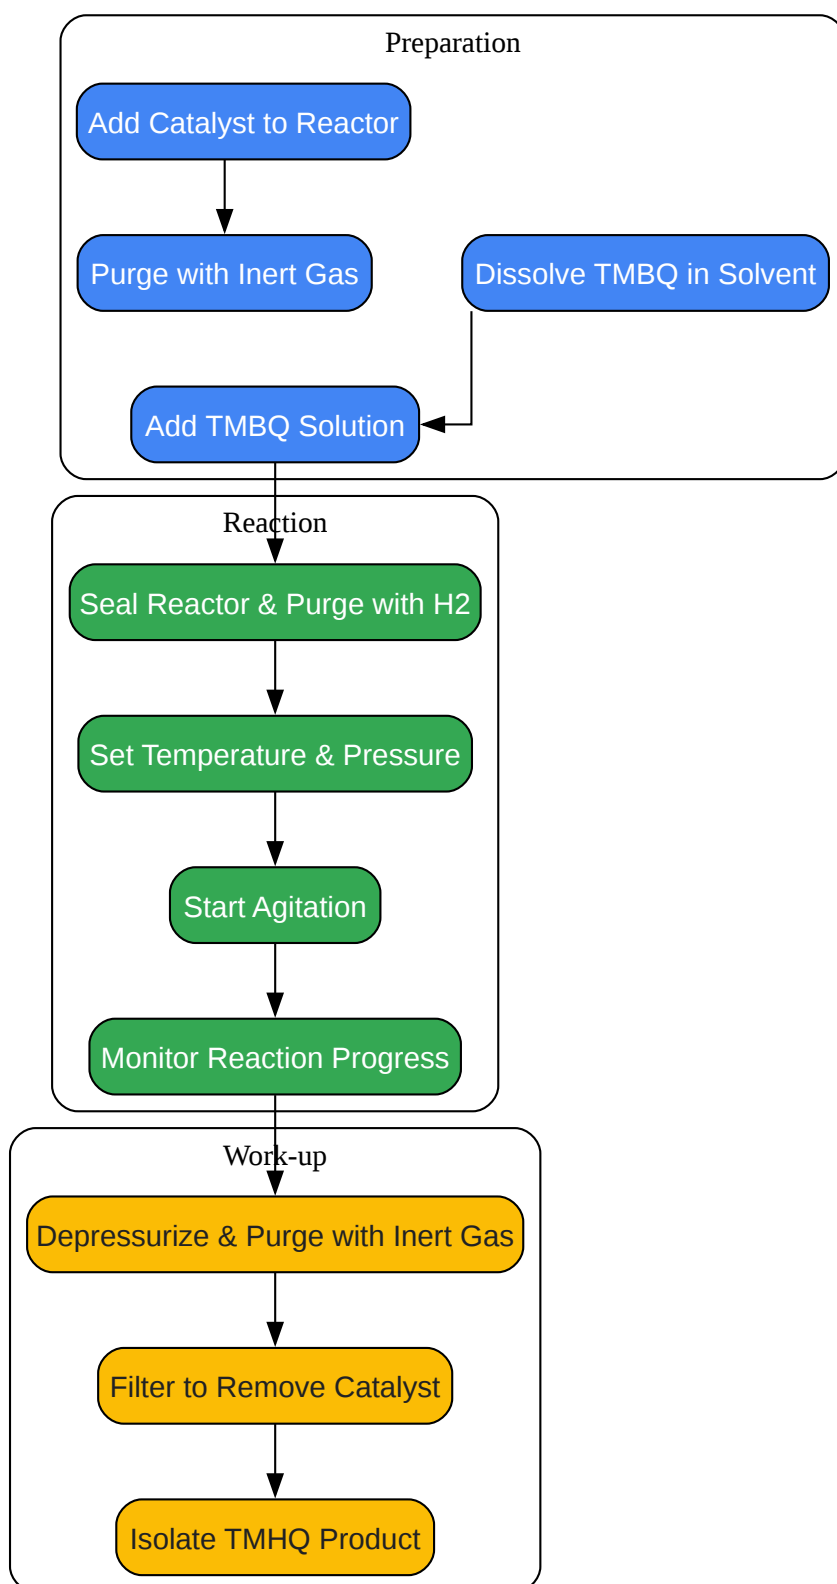 Preparation
Add Catalyst to Reactor
Purge with Inert Gas
Dissolve TMBQ in Solvent
Add TMBQ Solution
Reaction
Seal Reactor & Purge with H2
Set Temperature & Pressure
Start Agitation
Monitor Reaction Progress
Work-up
Depressurize & Purge with Inert Gas
Filter to Remove Catalyst
Isolate TMHQ Product